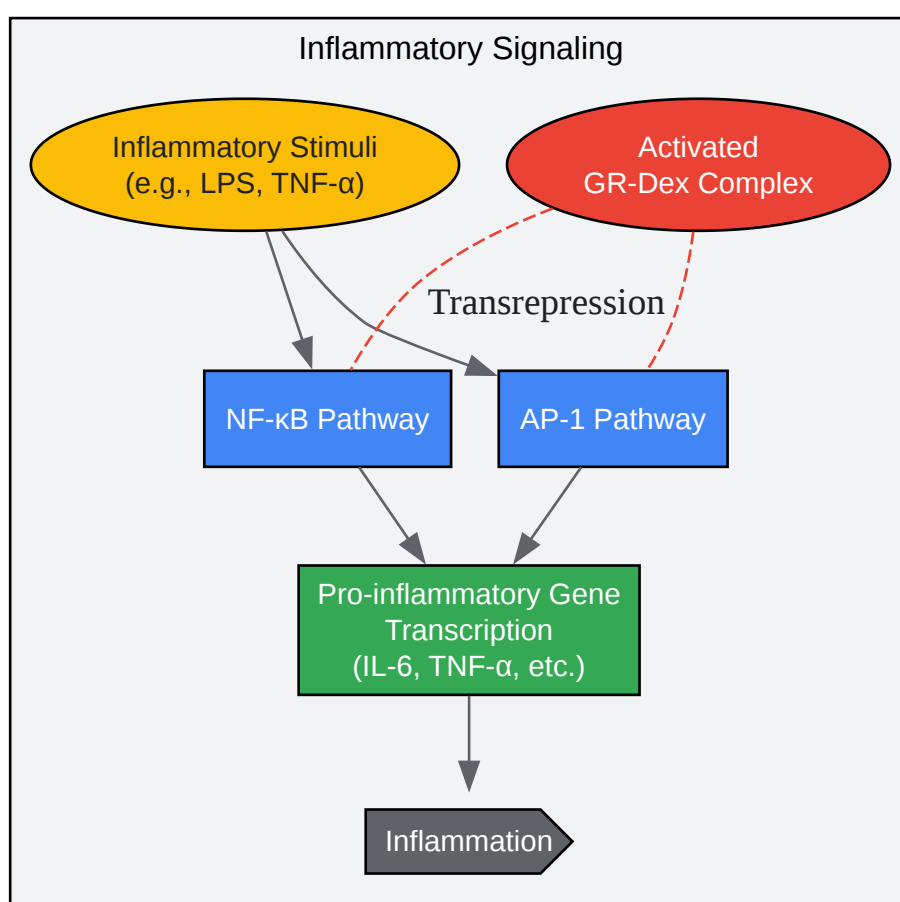 Inflammatory Signaling
Inflammatory Stimuli
(e.g., LPS, TNF-α)
Activated
GR-Dex Complex
Transrepression
NF-κB Pathway
AP-1 Pathway
Pro-inflammatory Gene
Transcription
(IL-6, TNF-α, etc.)
Inflammation